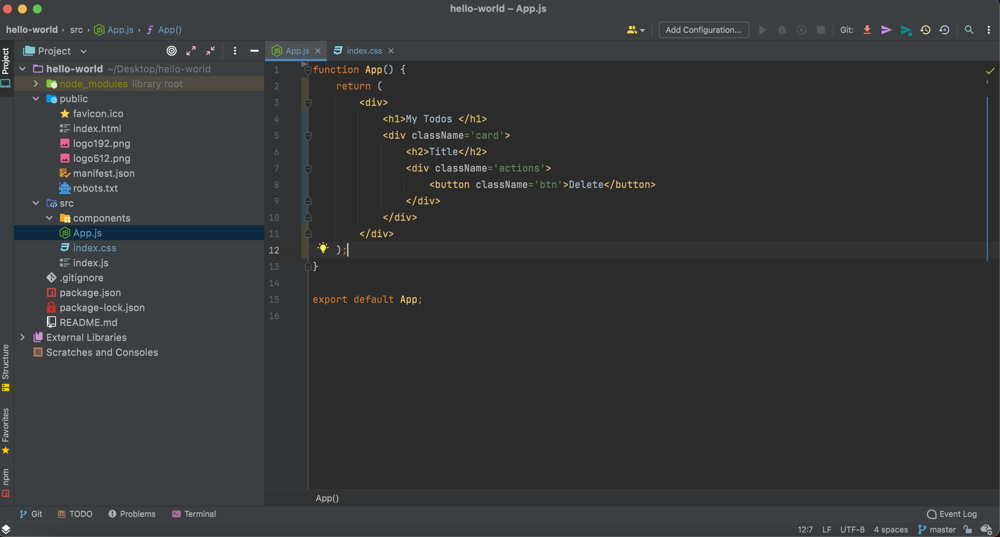 hello-world – App.js
hello-world › src › App.js › App()
Add Configuration...
Git:
Project
Project
App.js
index.css
hello-world ~/Desktop/hello-world
node_modules library root
public
favicon.ico
index.html
logo192.png
logo512.png
manifest.json
robots.txt
src
components
App.js
index.css
index.js
.gitignore
package.json
package-lock.json
README.md
External Libraries
Scratches and Consoles
Structure
Favorites
npm
1 function App() {
2 return (
3 <div>
4 <h1>My Todos </h1>
5 <div className='card'>
6 <h2>Title</h2>
7 <div className='actions'>
8 <button className='btn'>Delete</button>
9 </div>
10 </div>
11 </div>
12 );
13 }
14
15 export default App;
16
App()
Git
TODO
Problems
Terminal
Event Log
12:7 LF UTF-8 4 spaces master